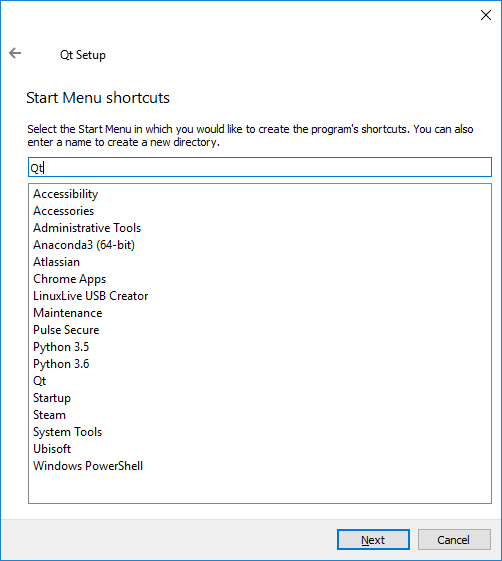 Qt Setup
Start Menu shortcuts
Select the Start Menu in which you would like to create the program's shortcuts. You can also
enter a name to create a new directory.
Qt
Accessibility
Accessories
Administrative Tools
Anaconda3 (64-bit)
Atlassian
Chrome Apps
LinuxLive USB Creator
Maintenance
Pulse Secure
Python 3.5
Python 3.6
Qt
Startup
Steam
System Tools
Ubisoft
Windows PowerShell
Next
Cancel